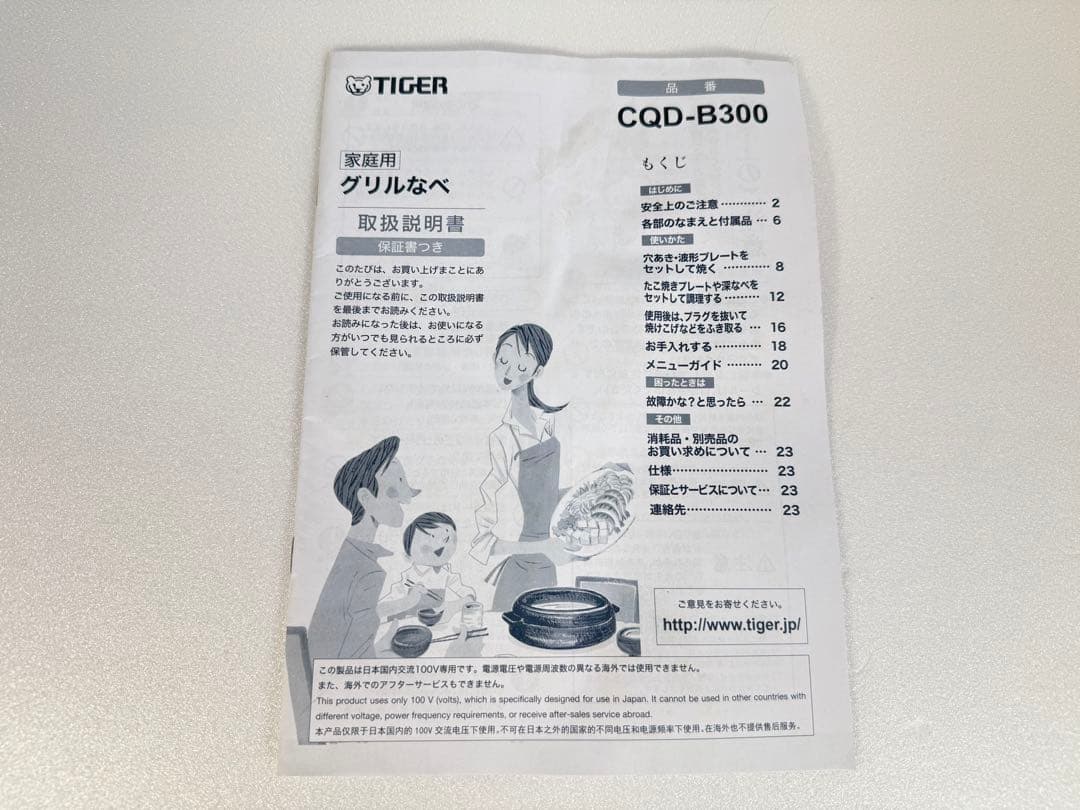 TIGER
品番
CQD-B300
家庭用
グリルなべ
取扱説明書
保証書つき
このたびは、お買い上げまことにあ
りがとうございます。
ご使用になる前に、この取扱説明書
を最後までお読みください。
お読みになった後は、お使いになる
方がいつでも見られるところに必ず
保管してください。
もくじ
はじめに
安全上のご注意 ………… 2
各部のなまえと付属品 … 6
使いかた
穴あき・波形プレートを
セットして焼く ………… 8
たこ焼きプレートや深なべを
セットして調理する ……… 12
使用後は、プラグを抜いて
焼けこげなどをふき取る … 16
お手入れする ………… 18
メニューガイド ……… 20
困ったときは
故障かな?と思ったら … 22
その他
消耗品・別売品の
お買い求めについて … 23
仕様…………………… 23
保証とサービスについて… 23
連絡先………………… 23
ご意見をお寄せください。
http://www.tiger.jp/
この製品は日本国内交流100V専用です。電源電圧や電源周波数の異なる海外では使用できません。
また、海外でのアフターサービスもできません。
This product uses only 100 V (volts), which is specifically designed for use in Japan. It cannot be used in other countries with
different voltage, power frequency requirements, or receive after-sales service abroad.
本产品仅限于日本国内的 100V 交流电压下使用。不可在日本之外的国家的不同电压和电源频率下使用。在海外也不提供售后服务。